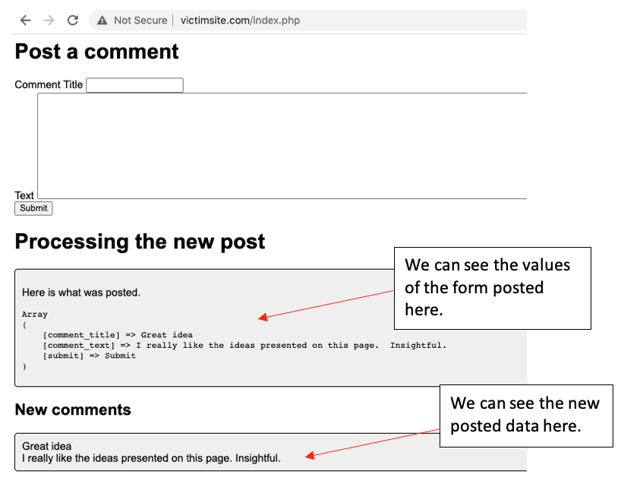 Not Secure | victimsite.com/index.php
Post a comment
Comment Title
Text
Submit
Processing the new post
We can see the values
of the form posted
here.
Here is what was posted.
Array
(
[comment_title] => Great idea
[comment_text] => I really like the ideas presented on this page.  Insightful.
[submit] => Submit
)
New comments
We can see the new
posted data here.
Great idea
I really like the ideas presented on this page. Insightful.